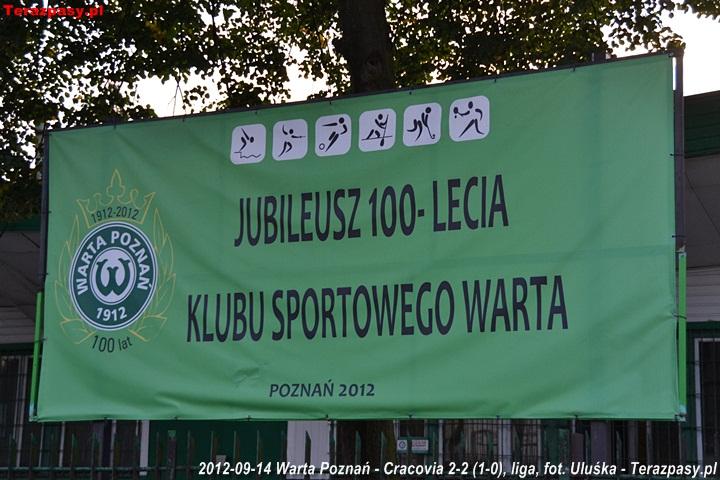 Terazpasy.pl
1912-2012
WARTA POZNAŃ
1912
100 lat
JUBILEUSZ 100- LECIA
KLUBU SPORTOWEGO WARTA
POZNAŃ 2012
2012-09-14 Warta Poznań - Cracovia 2-2 (1-0), liga, fot. Uluśka - Terazpasy.pl